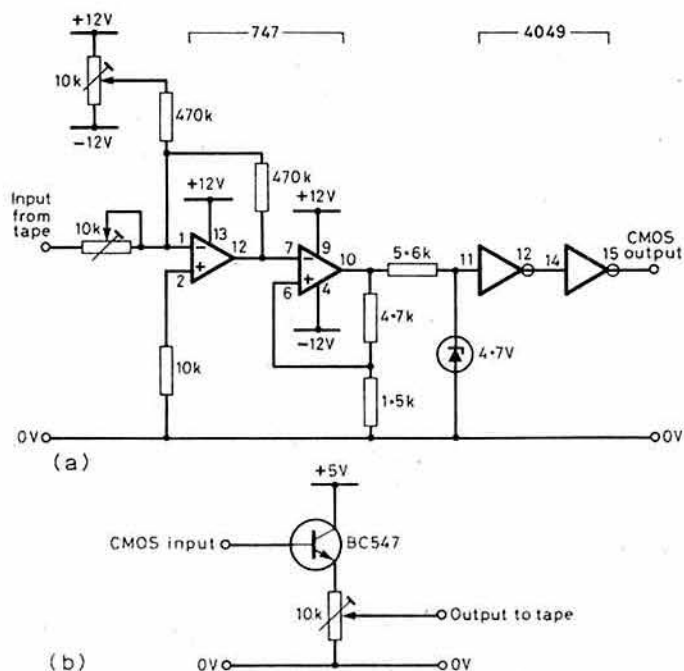 747
4049
+12V
10k
-12V
470k
470k
+12V
+12V
Input
from
tape
10k
1
-
13
12
2
+
7
-
9
10
6
+
4
-12V
5·6k
11
12
14
15
CMOS
output
4·7k
4·7V
10k
1·5k
0V
0V
(a)
+5V
CMOS input
BC547
10k
Output to tape
(b)
0V
0V